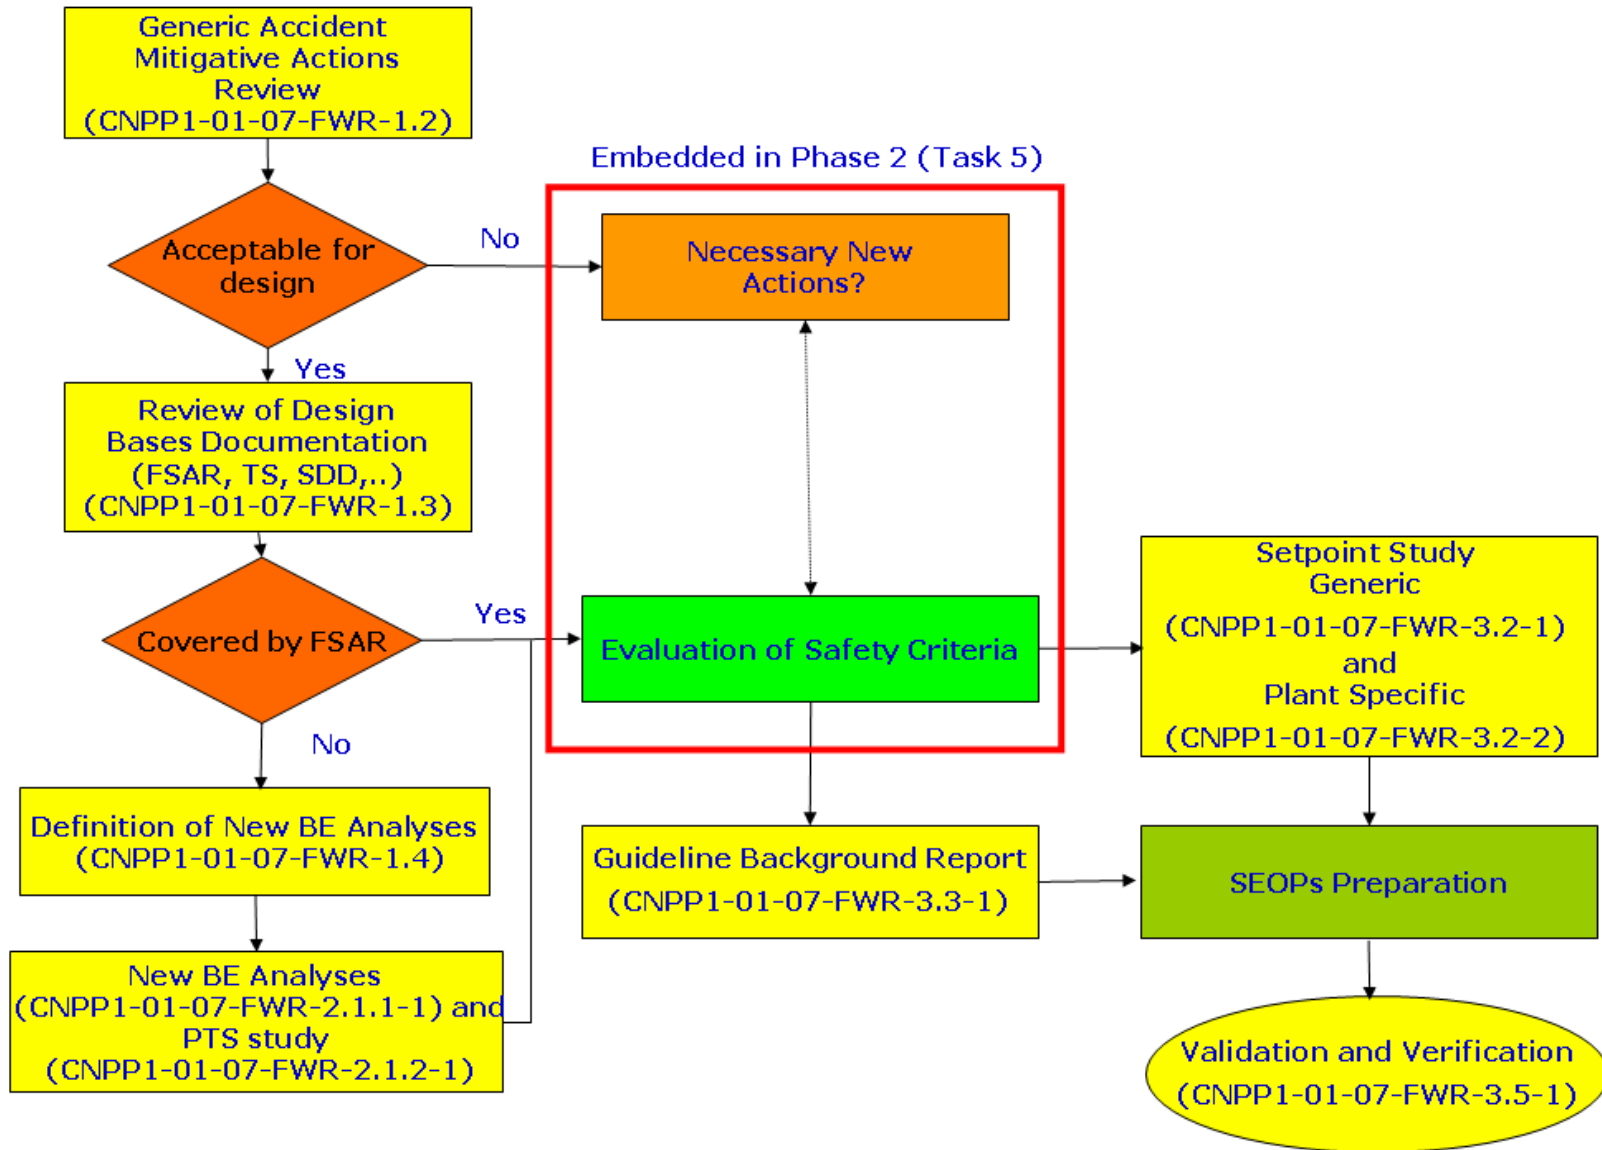 Generic Accident
Mitigative Actions
Review
(CNPP1-01-07-FWR-1.2)
Embedded in Phase 2 (Task 5)
Acceptable for
design
No
Necessary New
Actions?
Yes
Review of Design
Bases Documentation
(FSAR, TS, SDD,..)
(CNPP1-01-07-FWR-1.3)
Covered by FSAR
Yes
Evaluation of Safety Criteria
Setpoint Study
Generic
(CNPP1-01-07-FWR-3.2-1)
and
Plant Specific
(CNPP1-01-07-FWR-3.2-2)
No
Definition of New BE Analyses
(CNPP1-01-07-FWR-1.4)
Guideline Background Report
(CNPP1-01-07-FWR-3.3-1)
SEOPs Preparation
New BE Analyses
(CNPP1-01-07-FWR-2.1.1-1) and
PTS study
(CNPP1-01-07-FWR-2.1.2-1)
Validation and Verification
(CNPP1-01-07-FWR-3.5-1)